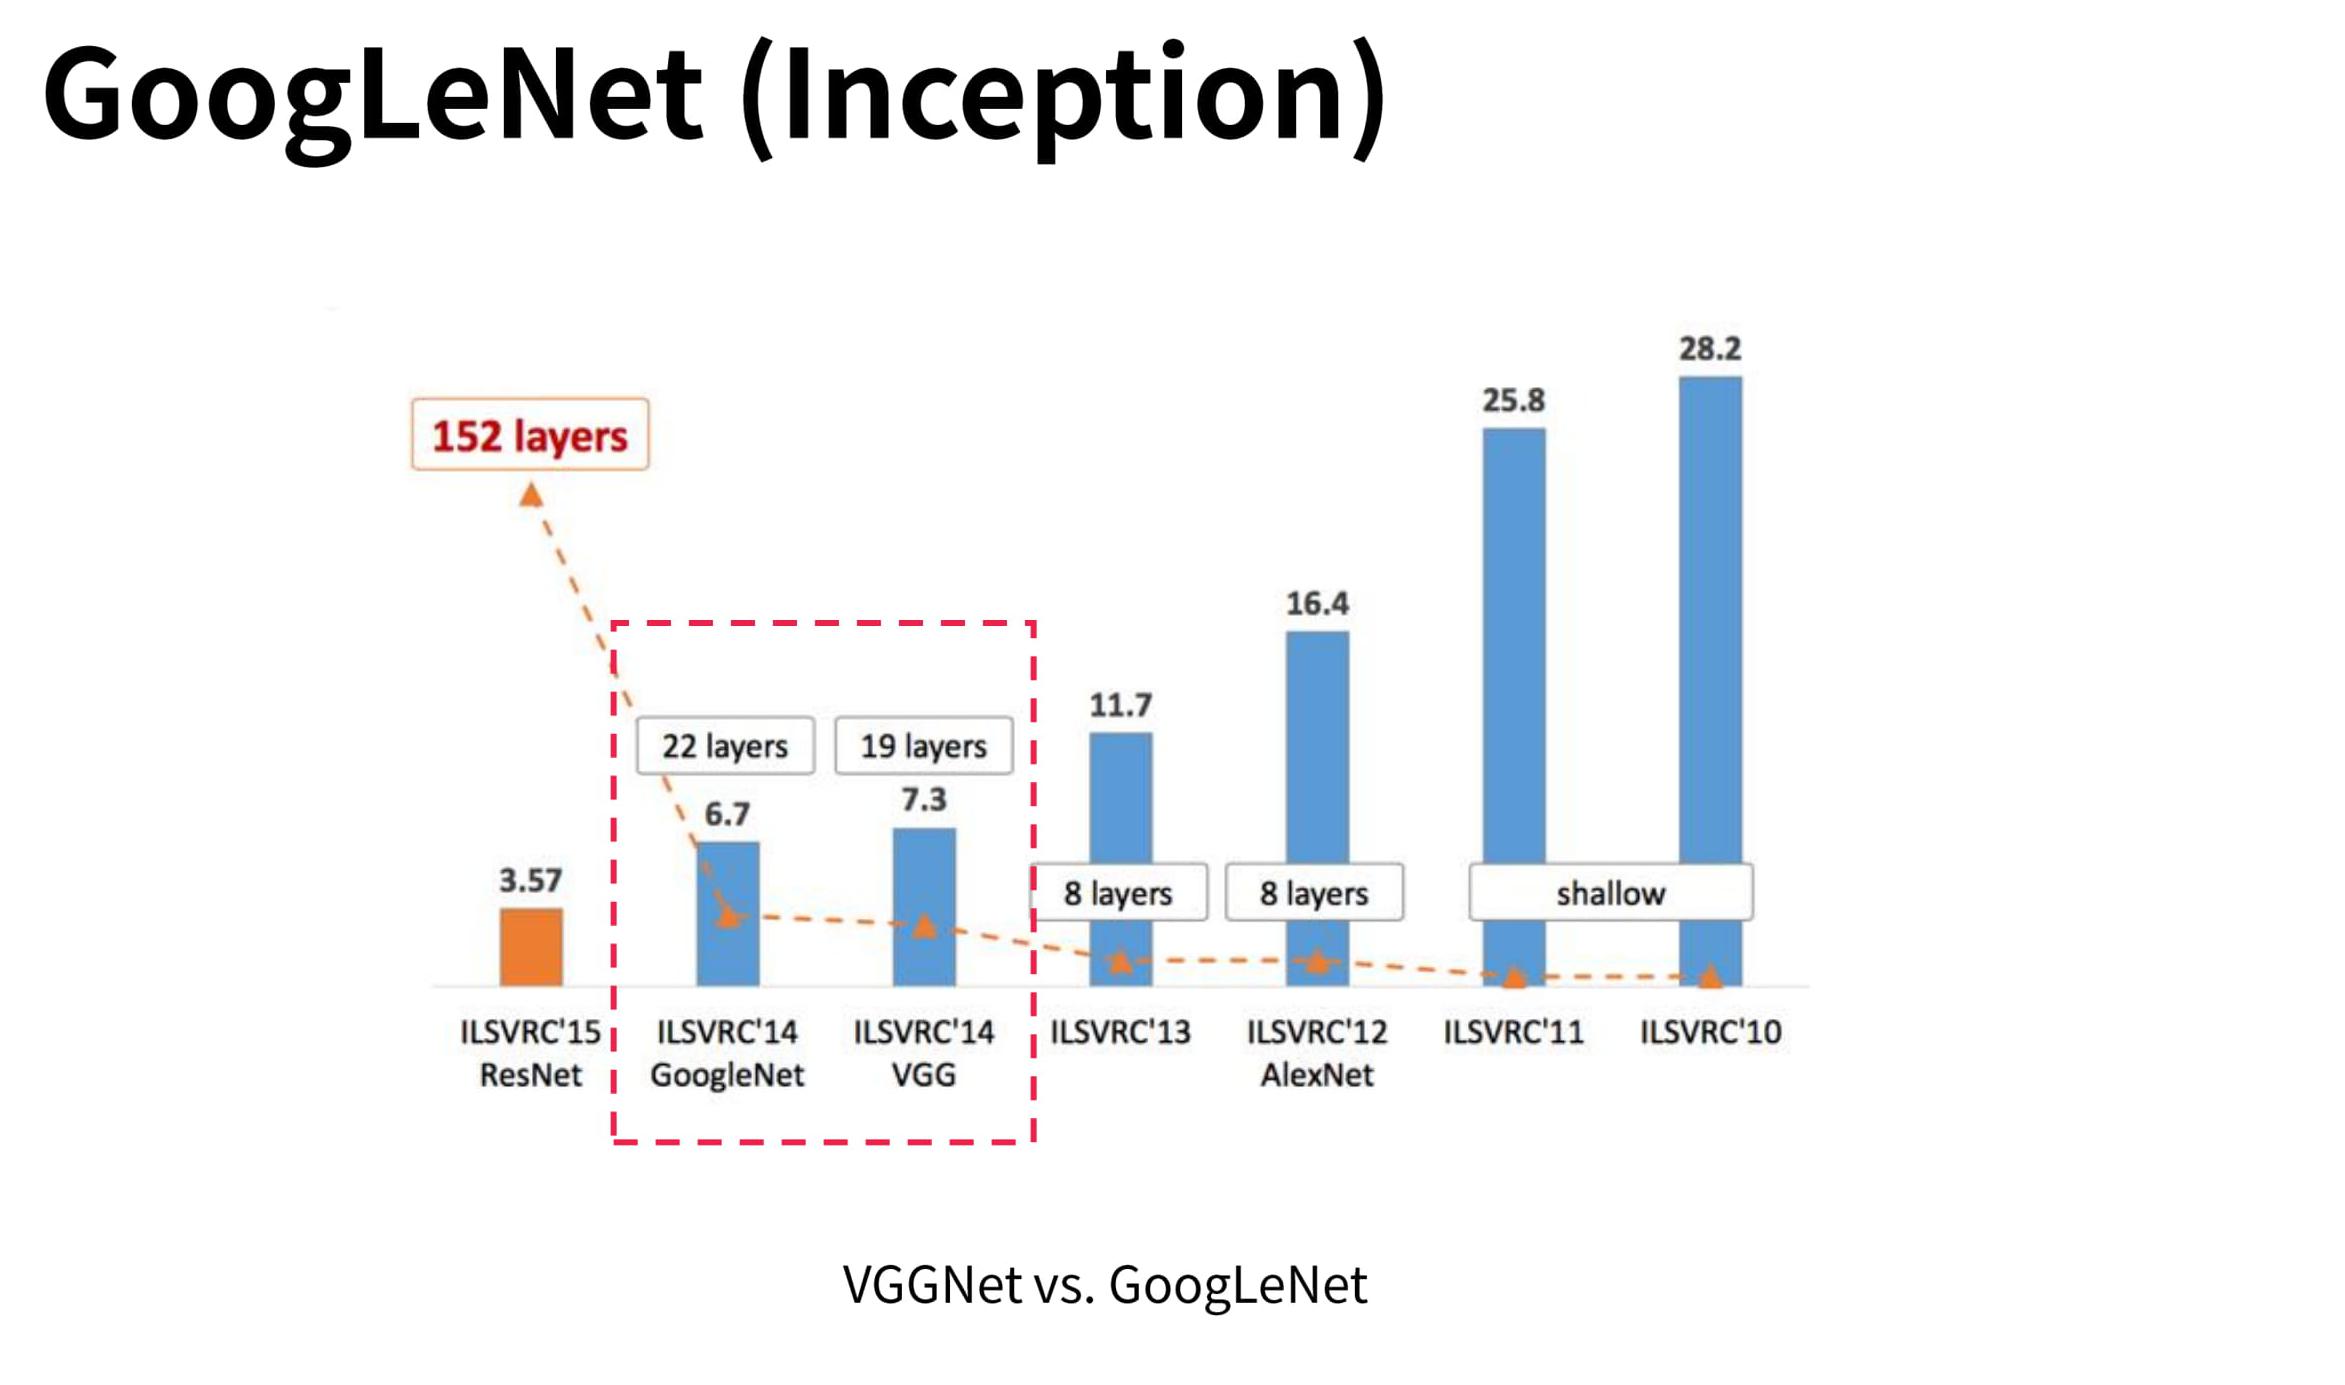 GoogLeNet (Inception)
28.2
25.8
152 layers
16.4
11.7
22 layers
19 layers
7.3
6.7
3.57
8 layers
8 layers
shallow
ILSVRC'15
ResNet
ILSVRC'14
GoogleNet
ILSVRC'14
VGG
ILSVRC'13
ILSVRC'12
AlexNet
ILSVRC'11
ILSVRC'10
VGGNet vs. GoogLeNet